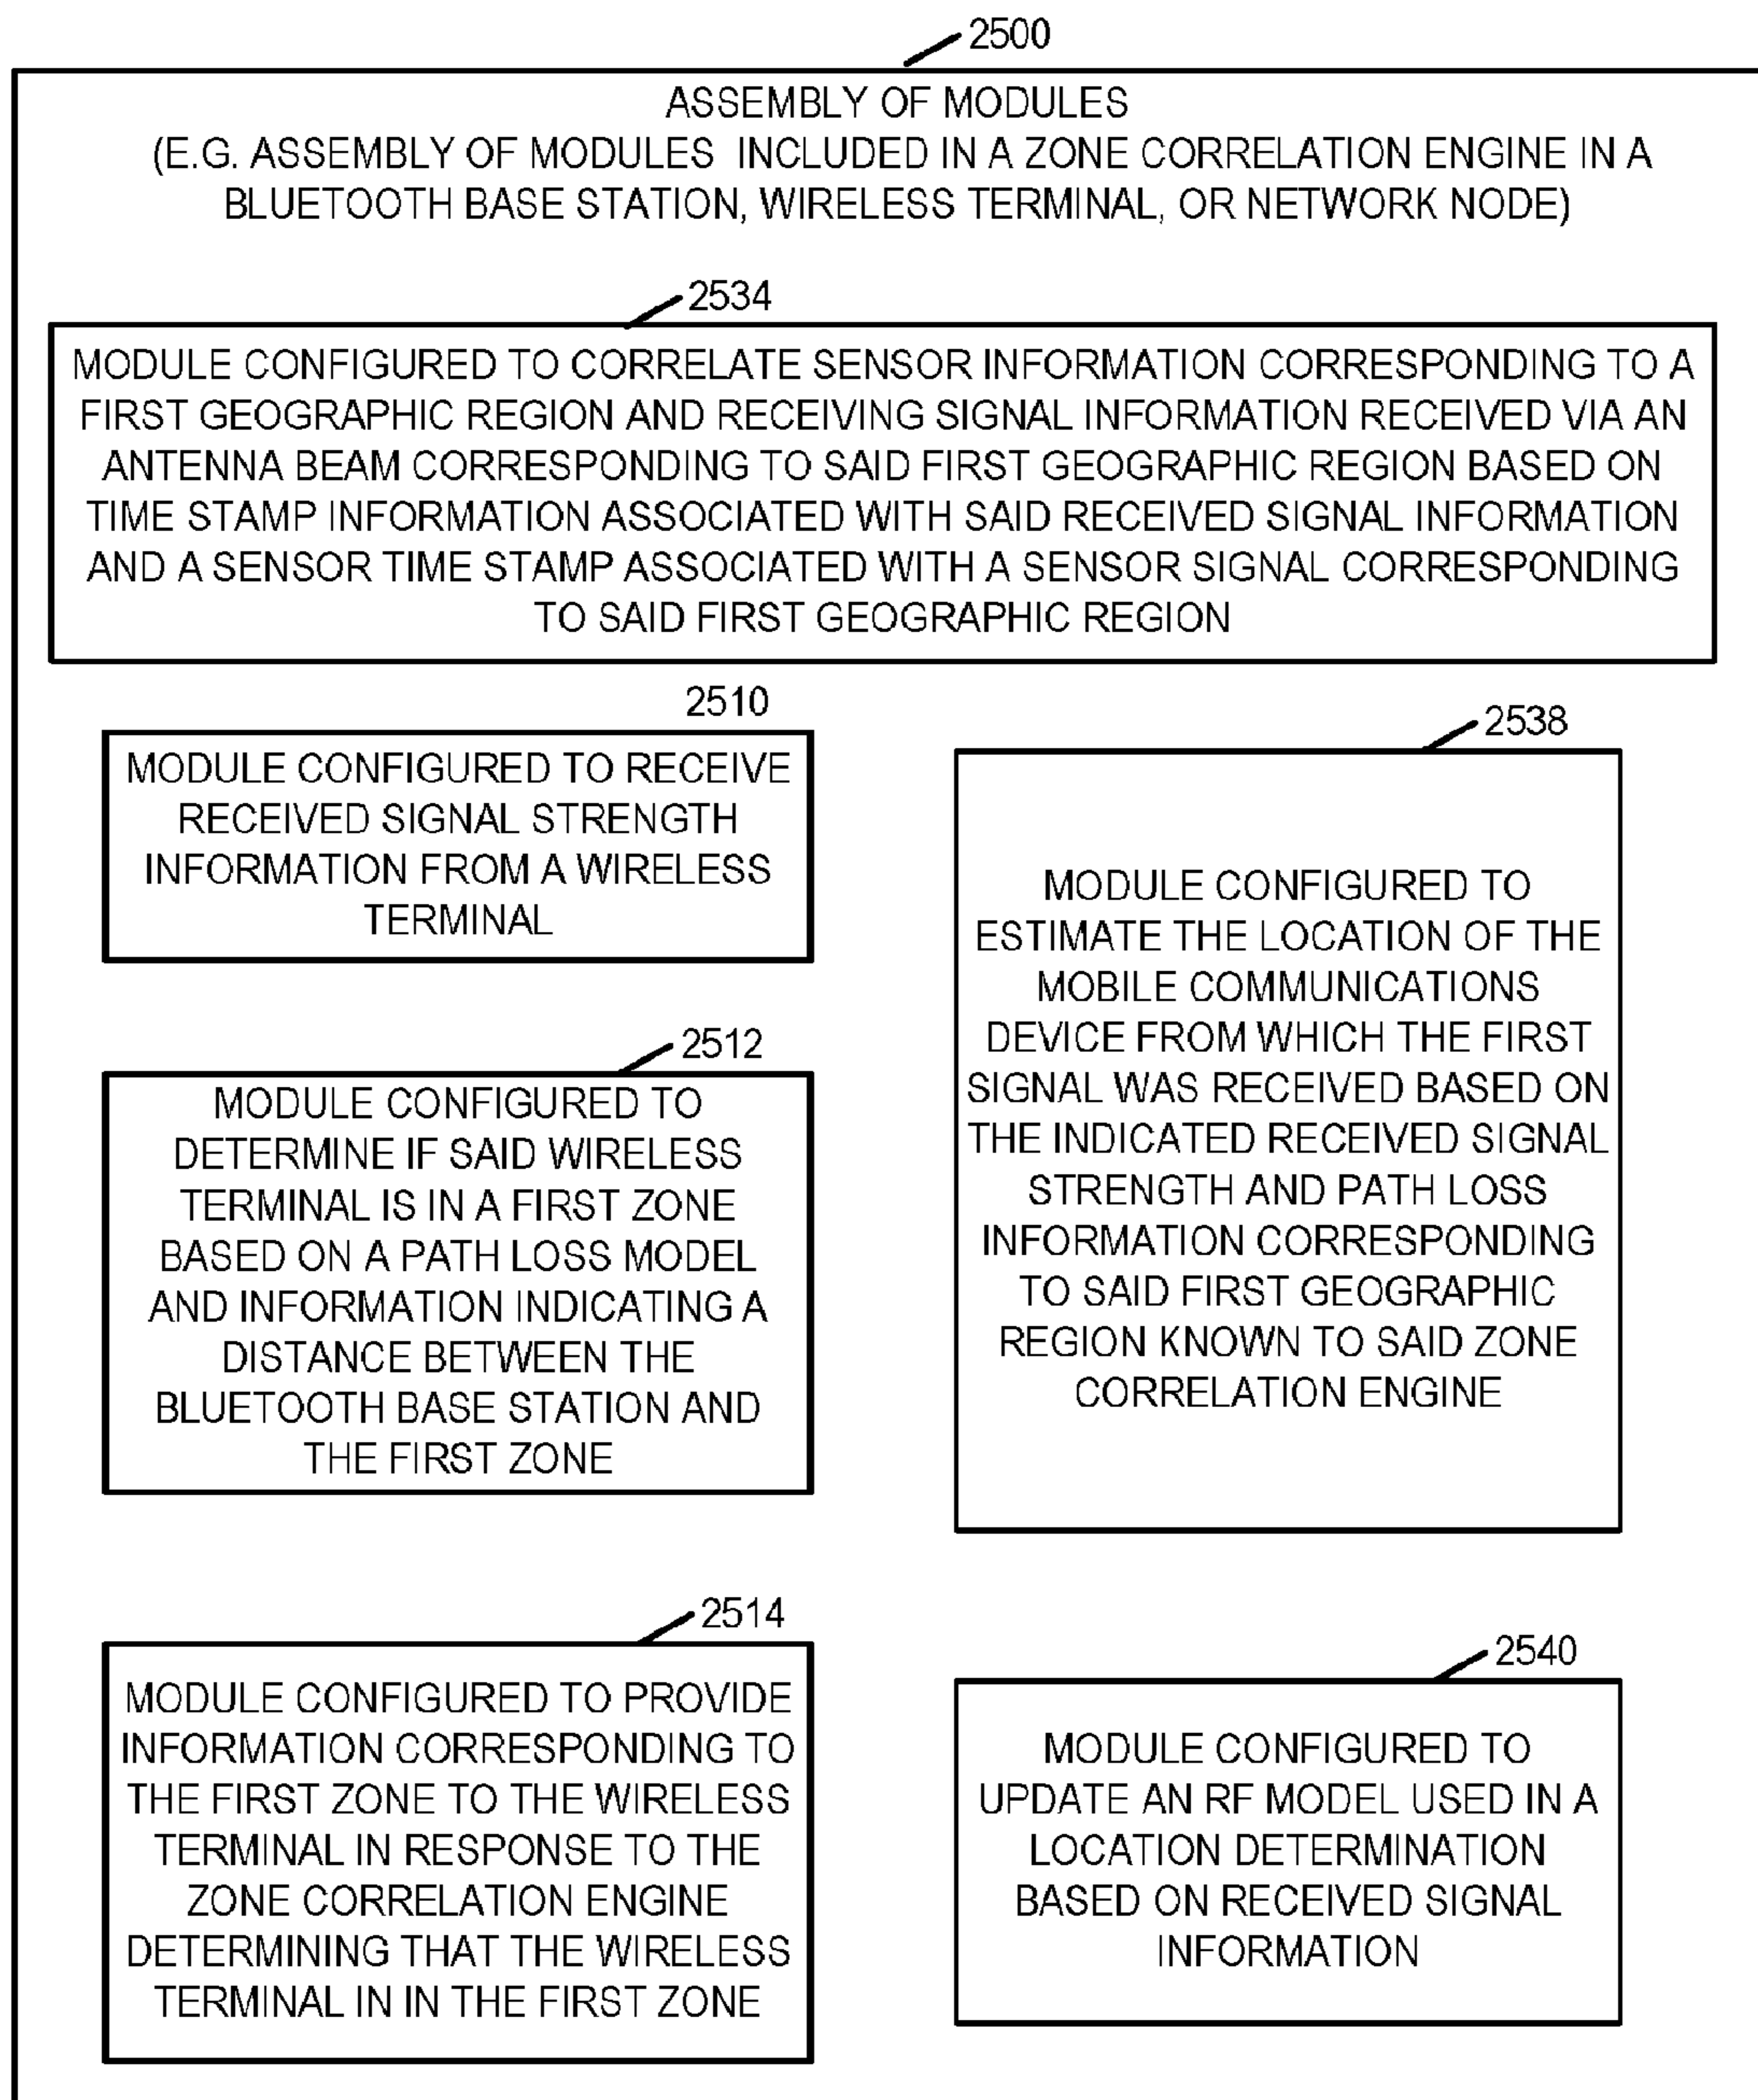 2500
ASSEMBLY OF MODULES
(E.G. ASSEMBLY OF MODULES INCLUDED IN A ZONE CORRELATION ENGINE IN A
BLUETOOTH BASE STATION, WIRELESS TERMINAL, OR NETWORK NODE)
2534
MODULE CONFIGURED TO CORRELATE SENSOR INFORMATION CORRESPONDING TO A
FIRST GEOGRAPHIC REGION AND RECEIVING SIGNAL INFORMATION RECEIVED VIA AN
ANTENNA BEAM CORRESPONDING TO SAID FIRST GEOGRAPHIC REGION BASED ON
TIME STAMP INFORMATION ASSOCIATED WITH SAID RECEIVED SIGNAL INFORMATION
AND A SENSOR TIME STAMP ASSOCIATED WITH A SENSOR SIGNAL CORRESPONDING
TO SAID FIRST GEOGRAPHIC REGION
2510
MODULE CONFIGURED TO RECEIVE
RECEIVED SIGNAL STRENGTH
INFORMATION FROM A WIRELESS
TERMINAL
2512
MODULE CONFIGURED TO
DETERMINE IF SAID WIRELESS
TERMINAL IS IN A FIRST ZONE
BASED ON A PATH LOSS MODEL
AND INFORMATION INDICATING A
DISTANCE BETWEEN THE
BLUETOOTH BASE STATION AND
THE FIRST ZONE
2514
MODULE CONFIGURED TO PROVIDE
INFORMATION CORRESPONDING TO
THE FIRST ZONE TO THE WIRELESS
TERMINAL IN RESPONSE TO THE
ZONE CORRELATION ENGINE
DETERMINING THAT THE WIRELESS
TERMINAL IN IN THE FIRST ZONE
2538
MODULE CONFIGURED TO
ESTIMATE THE LOCATION OF THE
MOBILE COMMUNICATIONS
DEVICE FROM WHICH THE FIRST
SIGNAL WAS RECEIVED BASED ON
THE INDICATED RECEIVED SIGNAL
STRENGTH AND PATH LOSS
INFORMATION CORRESPONDING
TO SAID FIRST GEOGRAPHIC
REGION KNOWN TO SAID ZONE
CORRELATION ENGINE
2540
MODULE CONFIGURED TO
UPDATE AN RF MODEL USED IN A
LOCATION DETERMINATION
BASED ON RECEIVED SIGNAL
INFORMATION